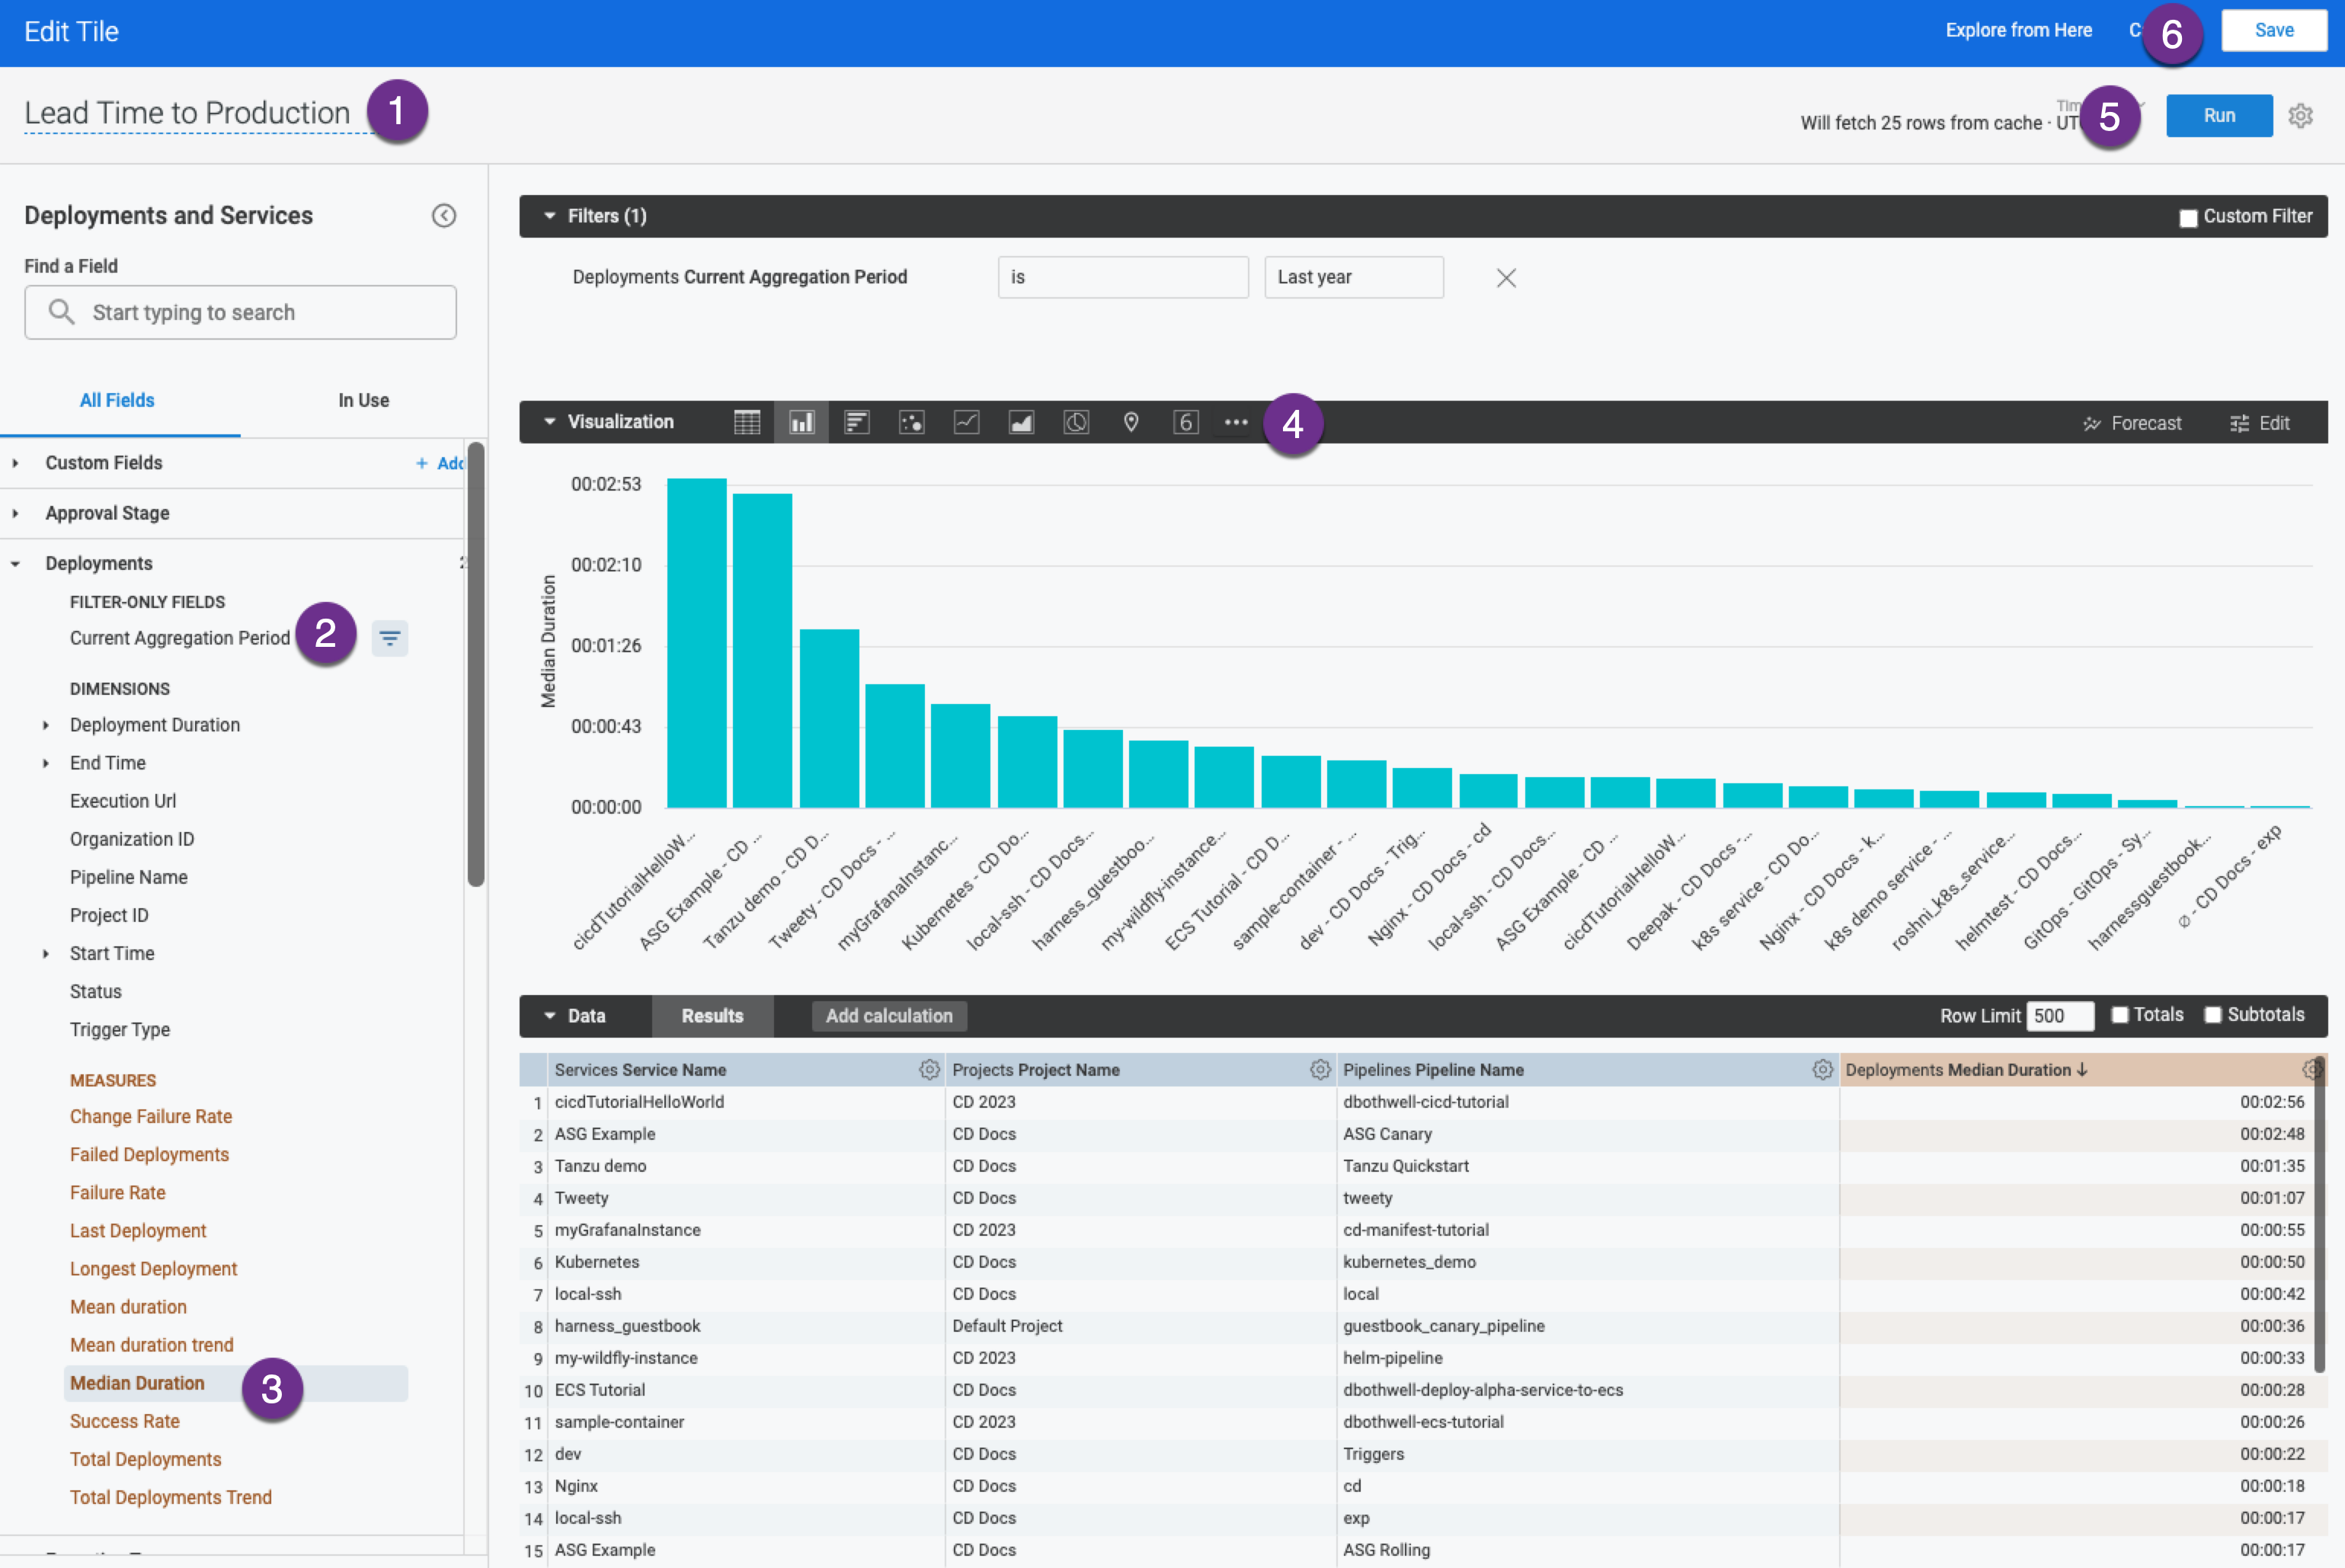 Edit Tile
Explore from Here
6
Save
Lead Time to Production
1
Will fetch 25 rows from cache ·
5
Run
Deployments and Services
Find a Field
Start typing to search
All Fields
In Use
Custom Fields
+ Add
Approval Stage
Deployments
FILTER-ONLY FIELDS
Current Aggregation Period
2
DIMENSIONS
Deployment Duration
End Time
Execution Url
Organization ID
Pipeline Name
Project ID
Start Time
Status
Trigger Type
MEASURES
Change Failure Rate
Failed Deployments
Failure Rate
Last Deployment
Longest Deployment
Mean duration
Mean duration trend
Median Duration
3
Success Rate
Total Deployments
Total Deployments Trend
Filters (1)
Custom Filter
Deployments Current Aggregation Period
is
Last year
Visualization
6
4
Forecast
Edit
Median Duration
00:02:53
00:02:10
00:01:26
00:00:43
00:00:00
cicdTutorialHelloW...
ASG Example - CD ...
Tanzu demo - CD D...
Tweety - CD Docs - ...
myGrafanaInstanc...
Kubernetes - CD Do...
local-ssh - CD Docs...
harness_guestboo...
my-wildfly-instance...
ECS Tutorial - CD D...
sample-container - ...
dev - CD Docs - Trig...
Nginx - CD Docs - cd
local-ssh - CD Docs...
ASG Example - CD ...
cicdTutorialHelloW...
Deepak - CD Docs -...
k8s service - CD Do...
Nginx - CD Docs - k...
k8s demo service - ...
roshni_k8s_service...
helmtest - CD Docs...
GitOps - GitOps - Sy...
harnessguestbook...
∅ - CD Docs - exp
Data
Results
Add calculation
Row Limit 500
Totals
Subtotals
Services Service Name Projects Project Name Pipelines Pipeline Name Deployments Median Duration ↓
1 cicdTutorialHelloWorld CD 2023 dbothwell-cicd-tutorial 00:02:56
2 ASG Example CD Docs ASG Canary 00:02:48
3 Tanzu demo CD Docs Tanzu Quickstart 00:01:35
4 Tweety CD Docs tweety 00:01:07
5 myGrafanaInstance CD 2023 cd-manifest-tutorial 00:00:55
6 Kubernetes CD Docs kubernetes_demo 00:00:50
7 local-ssh CD Docs local 00:00:42
8 harness_guestbook Default Project guestbook_canary_pipeline 00:00:36
9 my-wildfly-instance CD 2023 helm-pipeline 00:00:33
10 ECS Tutorial CD Docs dbothwell-deploy-alpha-service-to-ecs 00:00:28
11 sample-container CD 2023 dbothwell-ecs-tutorial 00:00:26
12 dev CD Docs Triggers 00:00:22
13 Nginx CD Docs cd 00:00:18
14 local-ssh CD Docs exp 00:00:17
15 ASG Example CD Docs ASG Rolling 00:00:17